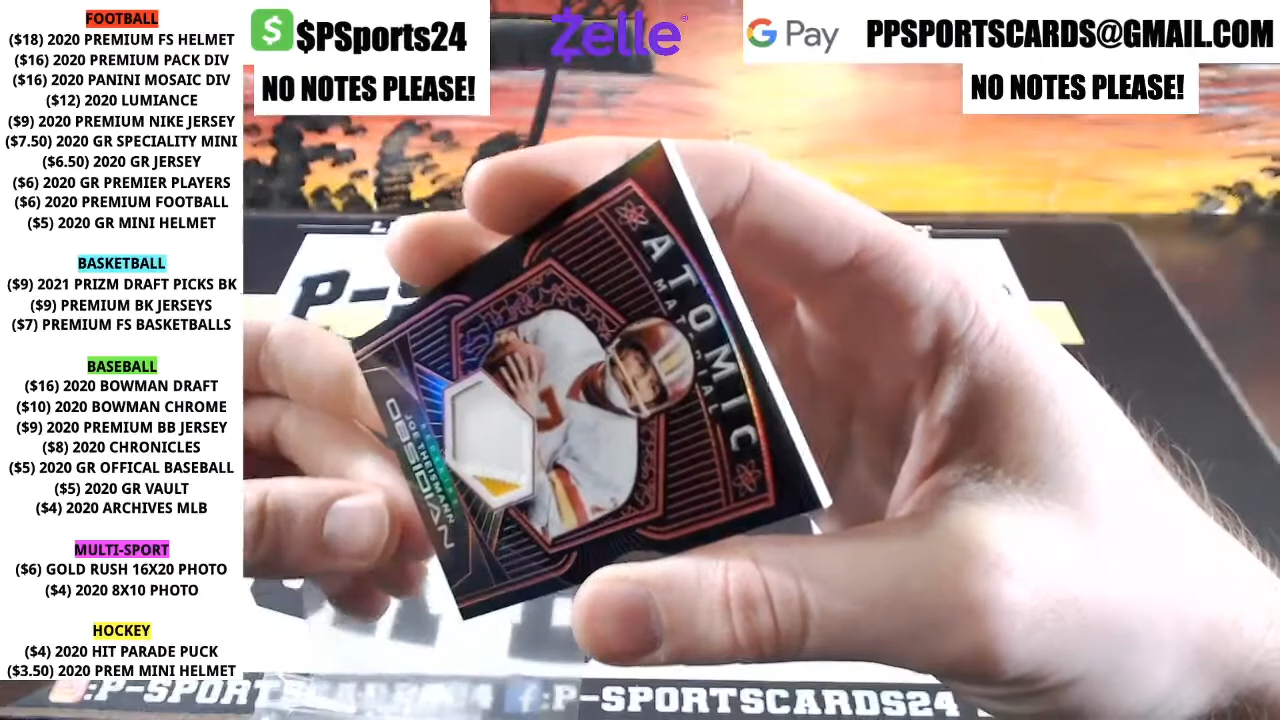 FOOTBALL
($18) 2020 PREMIUM FS HELMET
($16) 2020 PREMIUM PACK DIV
($16) 2020 PANINI MOSAIC DIV
($12) 2020 LUMIANCE
($9) 2020 PREMIUM NIKE JERSEY
($7.50) 2020 GR SPECIALITY MINI
($6.50) 2020 GR JERSEY
($6) 2020 GR PREMIER PLAYERS
($6) 2020 PREMIUM FOOTBALL
($5) 2020 GR MINI HELMET
BASKETBALL
($9) 2021 PRIZM DRAFT PICKS BK
($9) PREMIUM BK JERSEYS
($7) PREMIUM FS BASKETBALLS
BASEBALL
($16) 2020 BOWMAN DRAFT
($10) 2020 BOWMAN CHROME
($9) 2020 PREMIUM BB JERSEY
($8) 2020 CHRONICLES
($5) 2020 GR OFFICAL BASEBALL
($5) 2020 GR VAULT
($4) 2020 ARCHIVES MLB
MULTI-SPORT
($6) GOLD RUSH 16X20 PHOTO
($4) 2020 8X10 PHOTO
HOCKEY
($4) 2020 HIT PARADE PUCK
($3.50) 2020 PREM MINI HELMET
$ $PSports24
NO NOTES PLEASE!
Zelle®
G Pay PPSPORTSCARDS@GMAIL.COM
NO NOTES PLEASE!
P-S
ATOMIC
MATERIAL
7
JOE THEISMANN
OBSIDIAN
:P-SPORTSCARDS24 f:P-SPORTSCARDS24